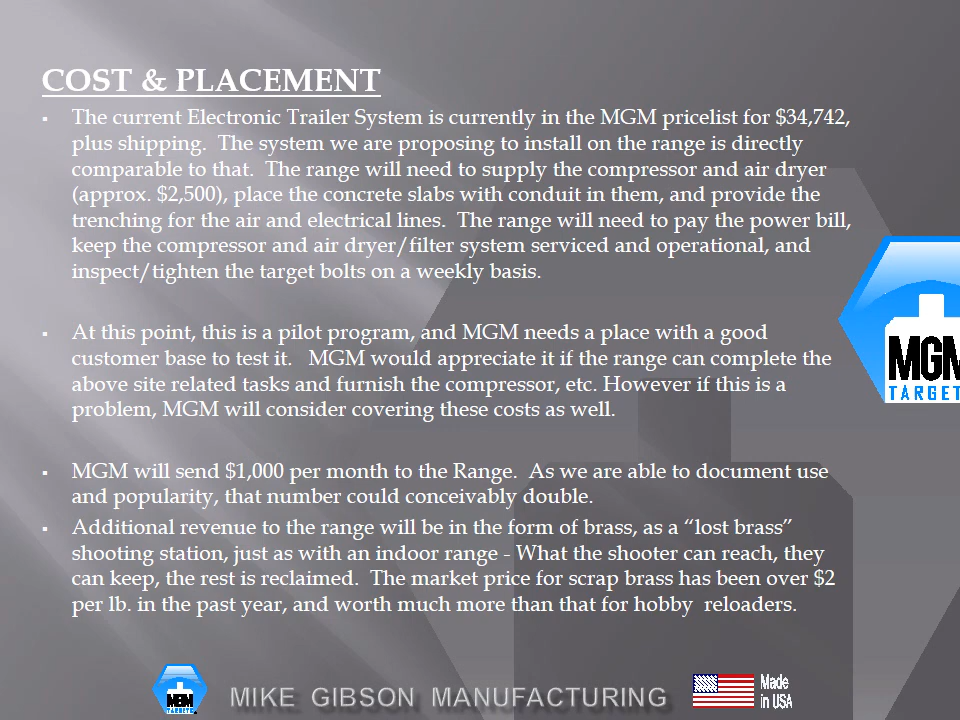 COST & PLACEMENT
The current Electronic Trailer System is currently in the MGM pricelist for $34,742,
plus shipping. The system we are proposing to install on the range is directly
comparable to that. The range will need to supply the compressor and air dryer
(approx. $2,500), place the concrete slabs with conduit in them, and provide the
trenching for the air and electrical lines. The range will need to pay the power bill,
keep the compressor and air dryer/filter system serviced and operational, and
inspect/tighten the target bolts on a weekly basis.
At this point, this is a pilot program, and MGM needs a place with a good
customer base to test it. MGM would appreciate it if the range can complete the
above site related tasks and furnish the compressor, etc. However if this is a
problem, MGM will consider covering these costs as well.
MGM
TARGET
MGM will send $1,000 per month to the Range. As we are able to document use
and popularity, that number could conceivably double.
Additional revenue to the range will be in the form of brass, as a “lost brass”
shooting station, just as with an indoor range - What the shooter can reach, they
can keep, the rest is reclaimed. The market price for scrap brass has been over $2
per lb. in the past year, and worth much more than that for hobby reloaders.
MGM
TARGETS
MIKE GIBSON MANUFACTURING
Made
in USA